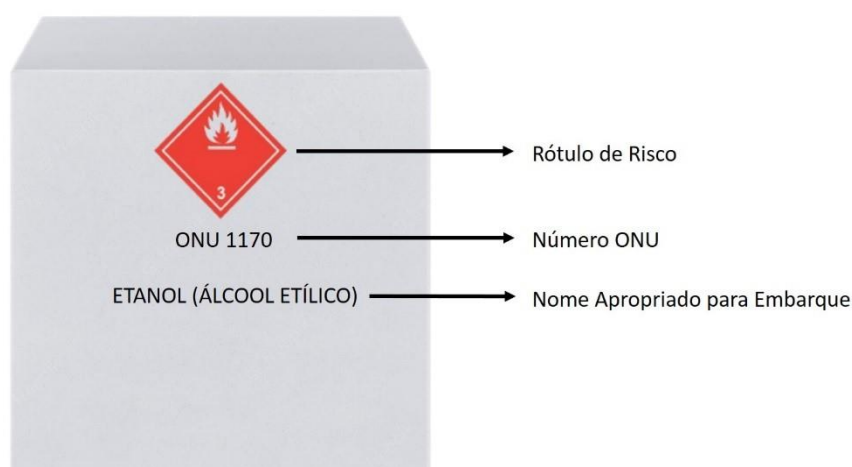 3
Rótulo de Risco
ONU 1170
Número ONU
ETANOL (ÁLCOOL ETÍLICO)
Nome Apropriado para Embarque